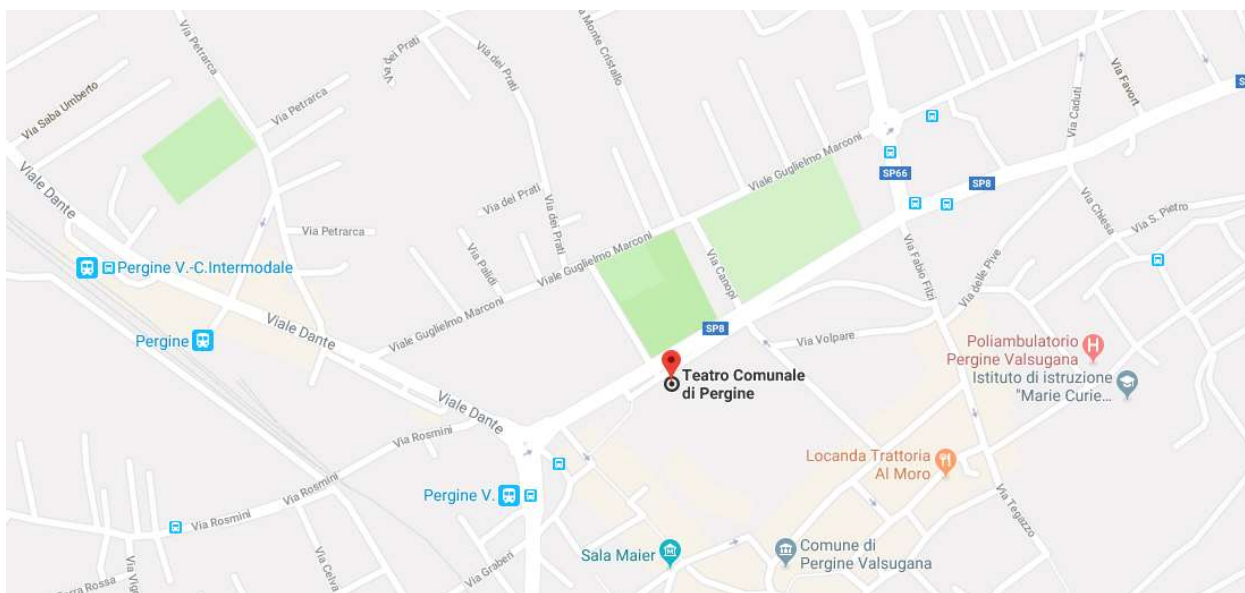 Via Petrarca
Via dei Prati
Via dei Prati
Via Monte Cristallo
Via Saba Umberto
Via Petrarca
Via Caduti
Via Favort
Viale Dante
Viale Guglielmo Marconi
SP66
SP8
Via dei Prati
Via Petrarca
Via dei Prati
Via Palidi
Viale Guglielmo Marconi
Via Canopi
Via Fabio Filzi
Via Chiesa
Via S. Pietro
Pergine V.-C.Intermodale
Via delle Pive
Viale Guglielmo Marconi
Viale Dante
SP8
Pergine
Via Volpare
Poliambulatorio
Pergine Valsugana
Istituto di istruzione
"Marie Curie...
Teatro Comunale
di Pergine
Viale Dante
Via Rosmini
Locanda Trattoria
Al Moro
Via Rosmini
Pergine V.
Via Tegazzo
Via Rosmini
Sala Maier
Comune di
Pergine Valsugana
Via Graberi
Via Celva
Rossa